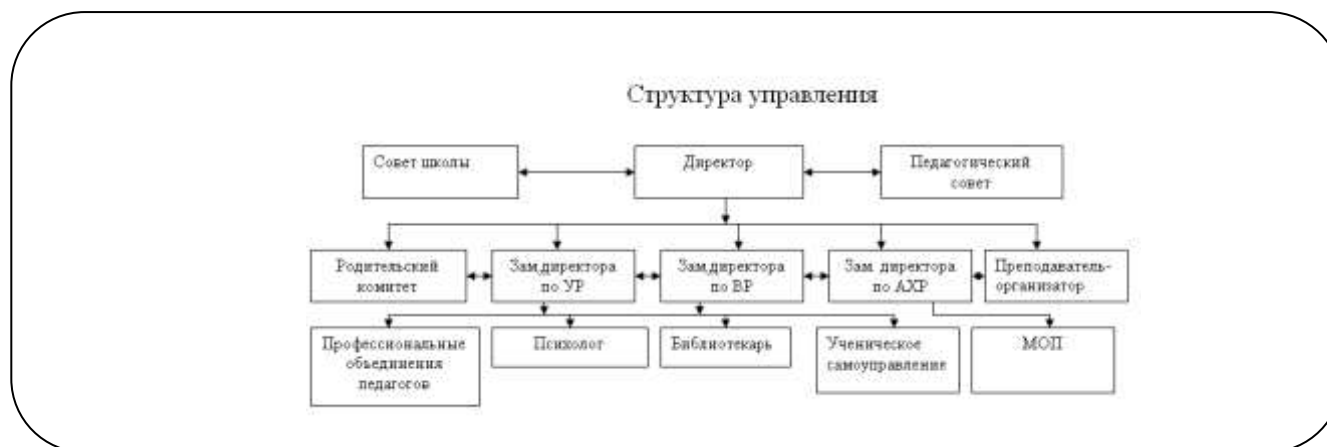 Структура управления
Совет школы
Директор
Педагогический
совет
Родительский
комитет
Зам.директора
по УР
Зам.директора
по ВР
Зам. директора
по АХР
Преподаватель-
организатор
Профессиональные
объединения
педагогов
Психолог
Библиотекарь
Ученическое
самоуправление
МОП